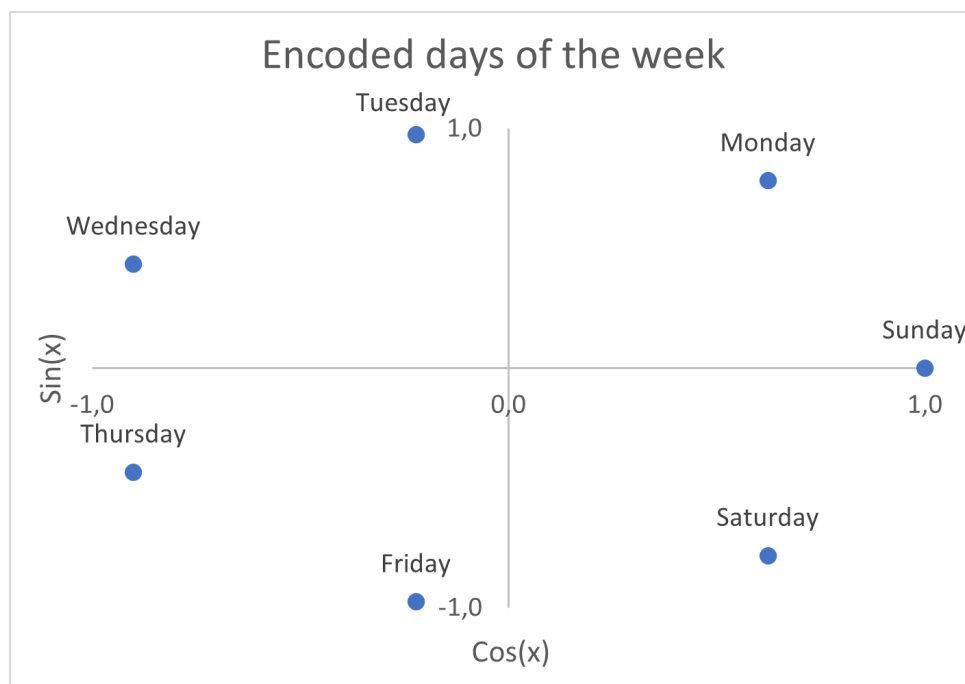 Encoded days of the week
Tuesday
1,0
Monday
Wednesday
Sunday
Sin(x)
-1,0
0,0
1,0
Thursday
Saturday
Friday
-1,0
Cos(x)